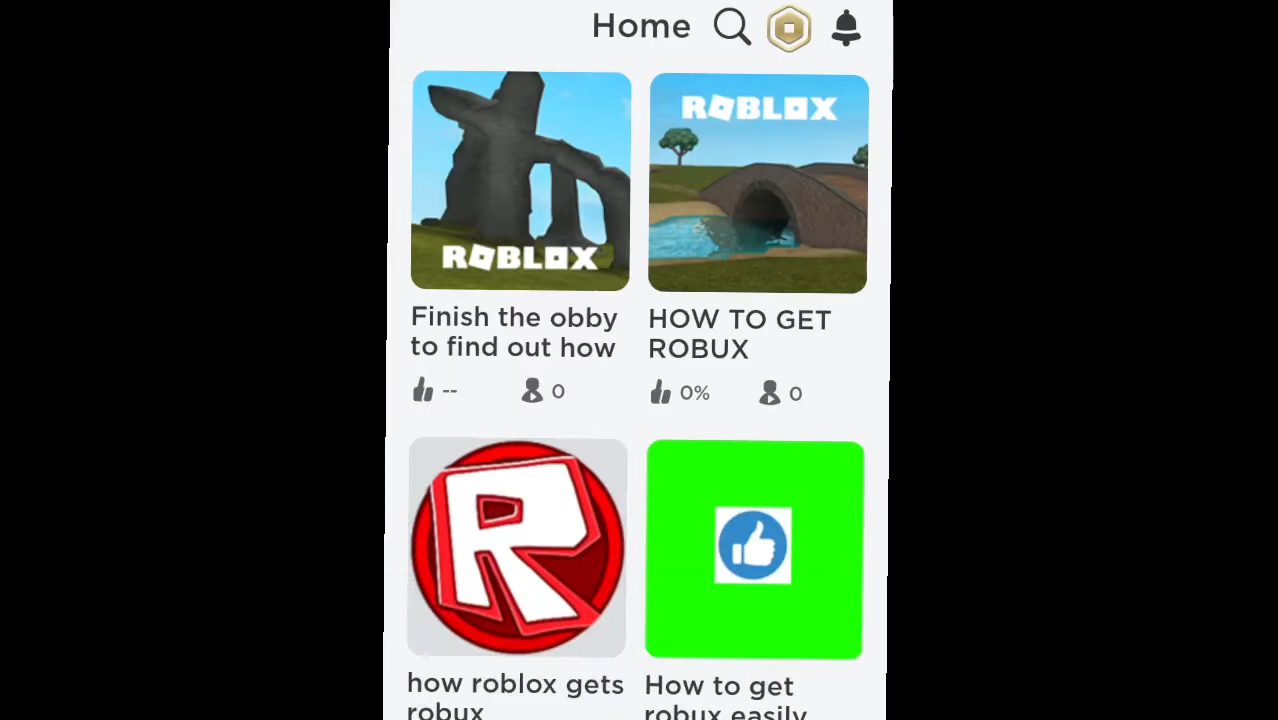 Home
ROBLOX
ROBLOX
Finish the obby
to find out how
HOW TO GET
ROBUX
--
0
0%
0
R
how roblox gets
robux
How to get
robux easily